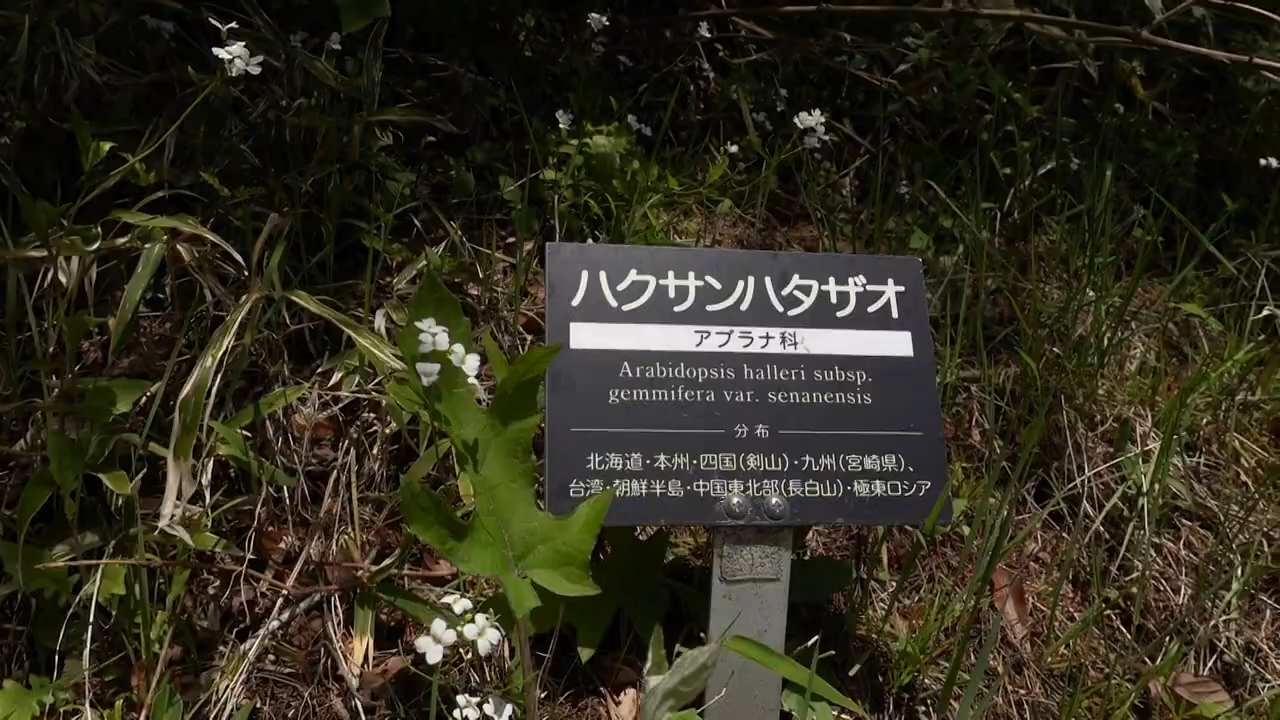 ハクサンハタザオ
アブラナ科
Arabidopsis halleri subsp.
gemmifera var. senanensis
分布
北海道・本州・四国(剣山)・九州(宮崎県)、
台湾・朝鮮半島・中国東北部(長白山)・極東ロシア